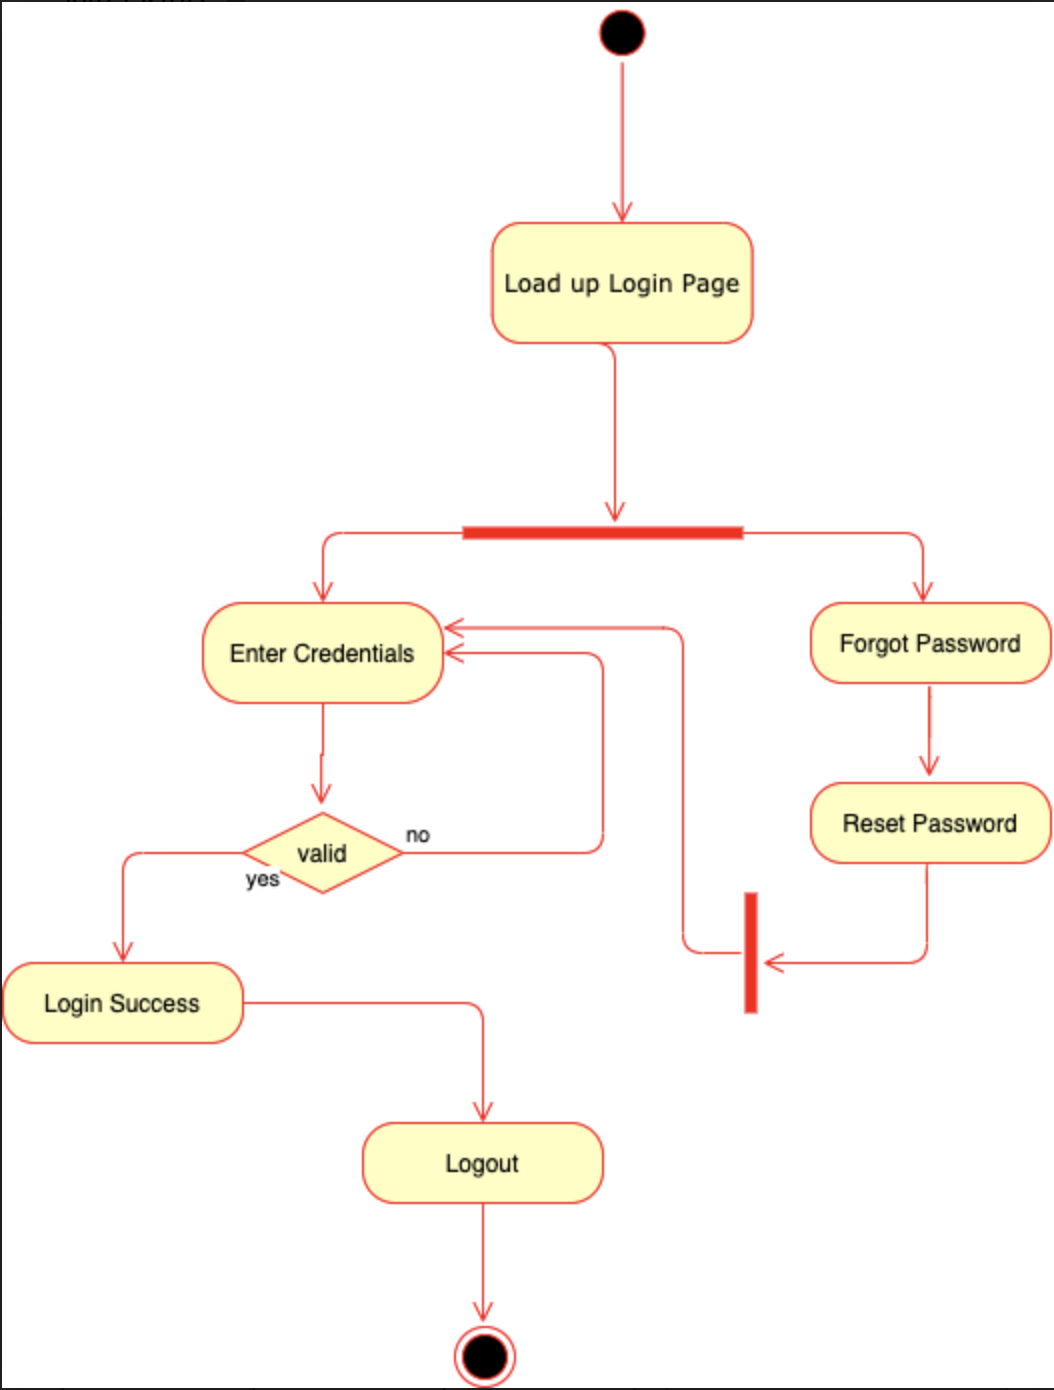 Load up Login Page
Enter Credentials
Forgot Password
Reset Password
valid
no
yes
Login Success
Logout